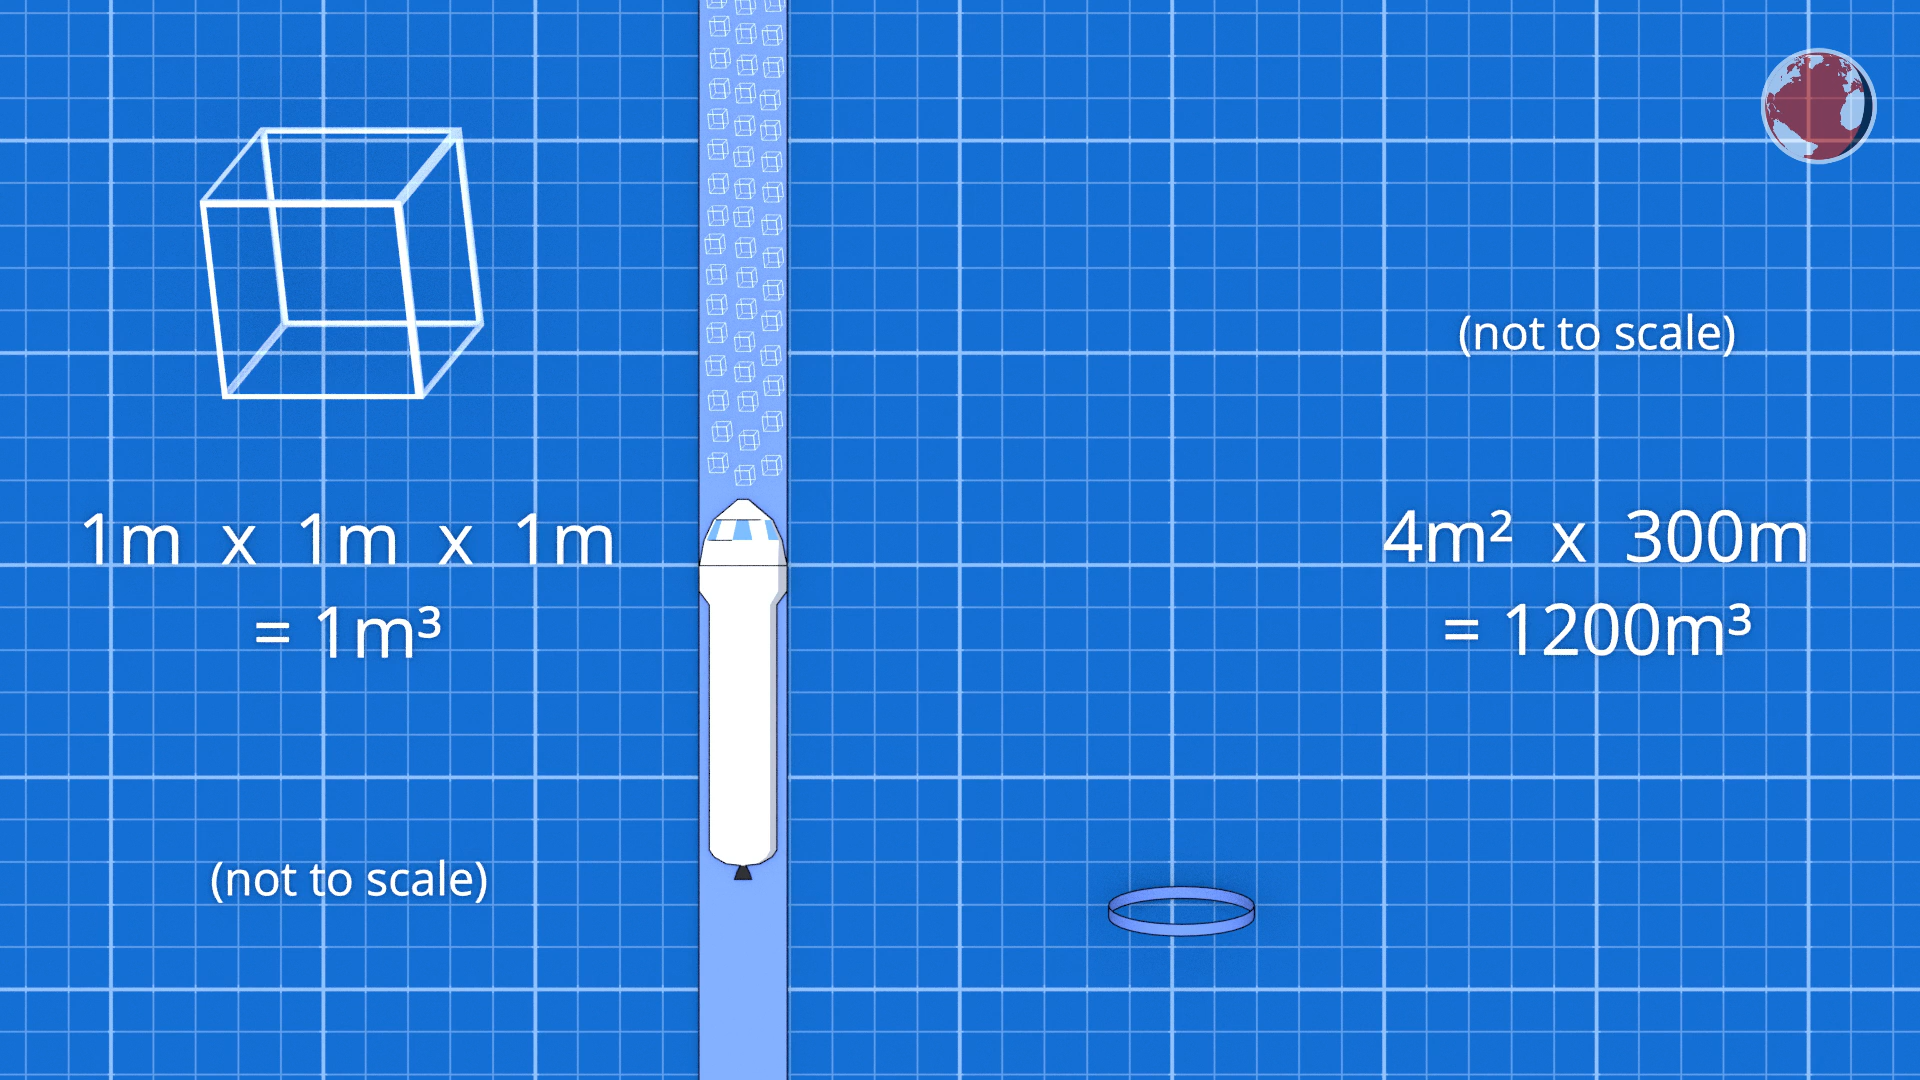 1m x 1m x 1m
= 1m³
(not to scale)
(not to scale)
4m² x 300m
= 1200m³